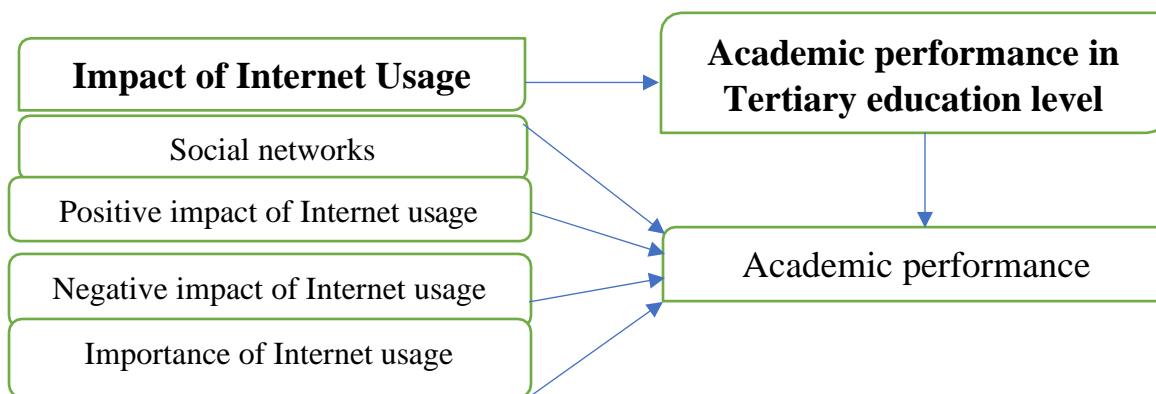 Impact of Internet Usage
Academic performance in
Tertiary education level
Social networks
Positive impact of Internet usage
Negative impact of Internet usage
Importance of Internet usage
Academic performance